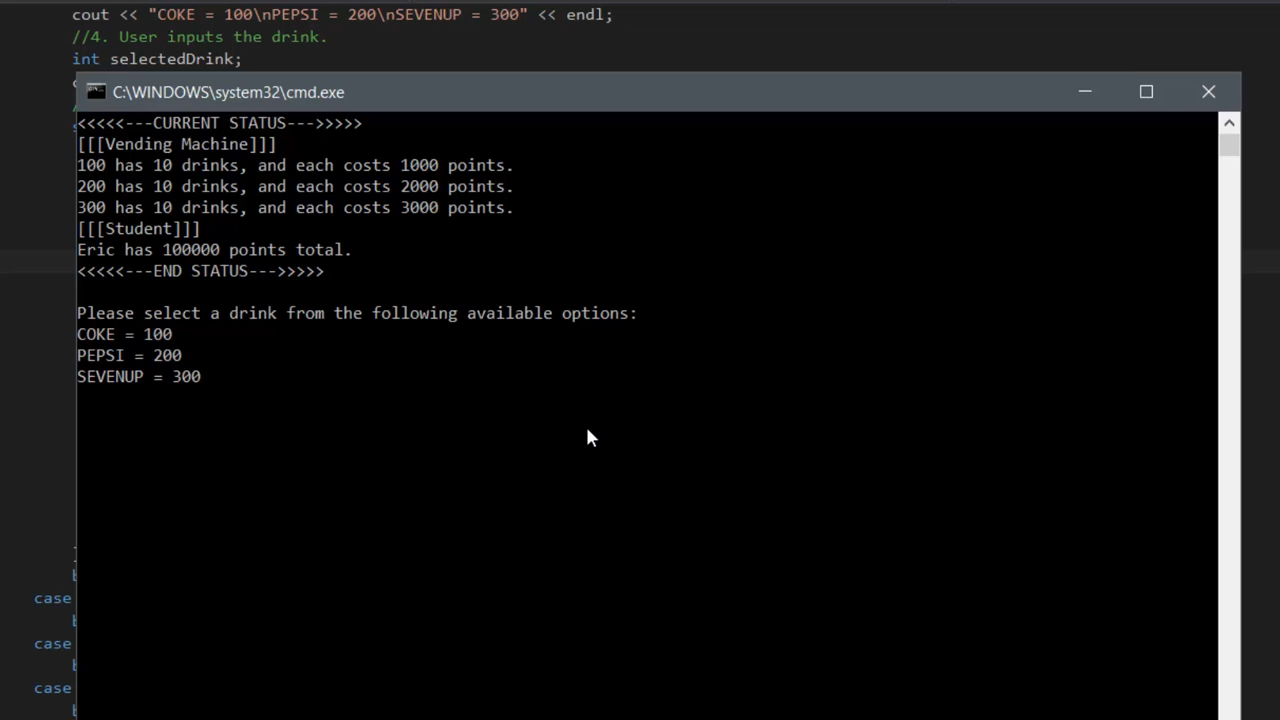 cout << "COKE = 100\nPEPSI = 200\nSEVENUP = 300" << endl;
//4. User inputs the drink.
int selectedDrink;
C:\WINDOWS\system32\cmd.exe
<<<<<---CURRENT STATUS--->>>>>
[[[Vending Machine]]]
100 has 10 drinks, and each costs 1000 points.
200 has 10 drinks, and each costs 2000 points.
300 has 10 drinks, and each costs 3000 points.
[[[Student]]]
Eric has 100000 points total.
<<<<<---END STATUS--->>>>>
Please select a drink from the following available options:
COKE = 100
PEPSI = 200
SEVENUP = 300
case
case
case